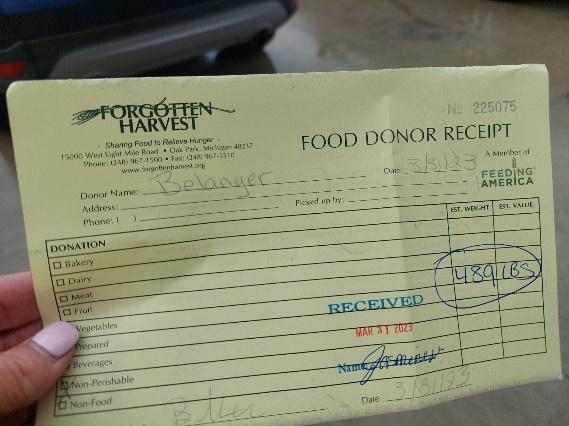 FORGOTTEN
HARVEST
- Sharing Food to Relieve Hunger -
15000 West Eight Mile Road • Oak Park, Michigan 48237
Phone: (248) 967-1500 • Fax: (248) 967-1510
www.forgottenharvest.org
Nº 225075
FOOD DONOR RECEIPT
Date: 3/31/23
A Member of
FEEDING
AMERICA
Donor Name: Belanger
Address:
Phone: ( )
Picked up by:
DONATION
EST. WEIGHT
EST. VALUE
Bakery
Dairy
Meat
Fruit
Vegetables
Prepared
Beverages
Non-Perishable
Non-Food
489 LBS
RECEIVED
MAR 31 2023
Name
Date 3/31/23